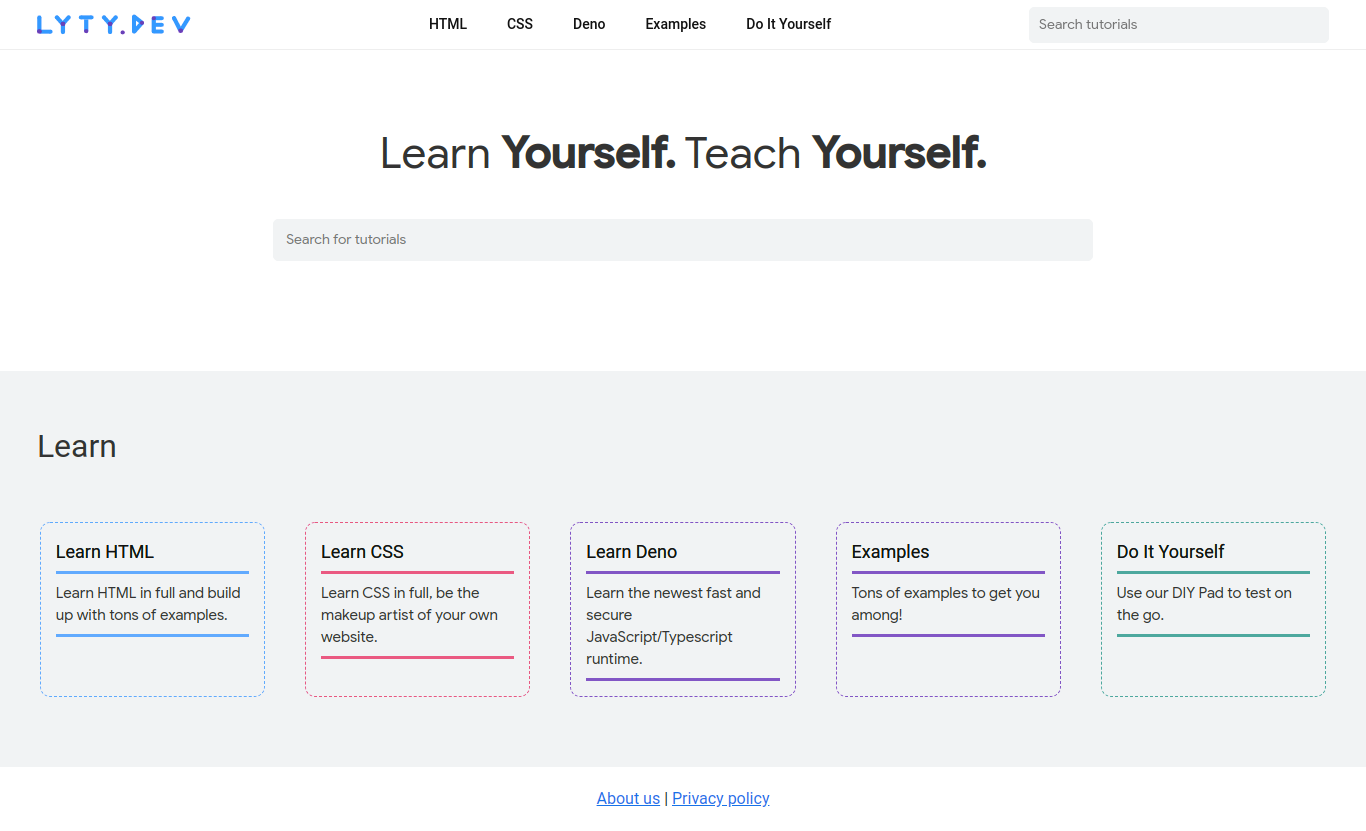 LYTY.DEV
HTML CSS Deno Examples Do It Yourself
Search tutorials
Learn Yourself. Teach Yourself.
Search for tutorials
Learn
Learn HTML
Learn HTML in full and build
up with tons of examples.
Learn CSS
Learn CSS in full, be the
makeup artist of your own
website.
Learn Deno
Learn the newest fast and
secure
JavaScript/Typescript
runtime.
Examples
Tons of examples to get you
among!
Do It Yourself
Use our DIY Pad to test on
the go.
About us | Privacy policy